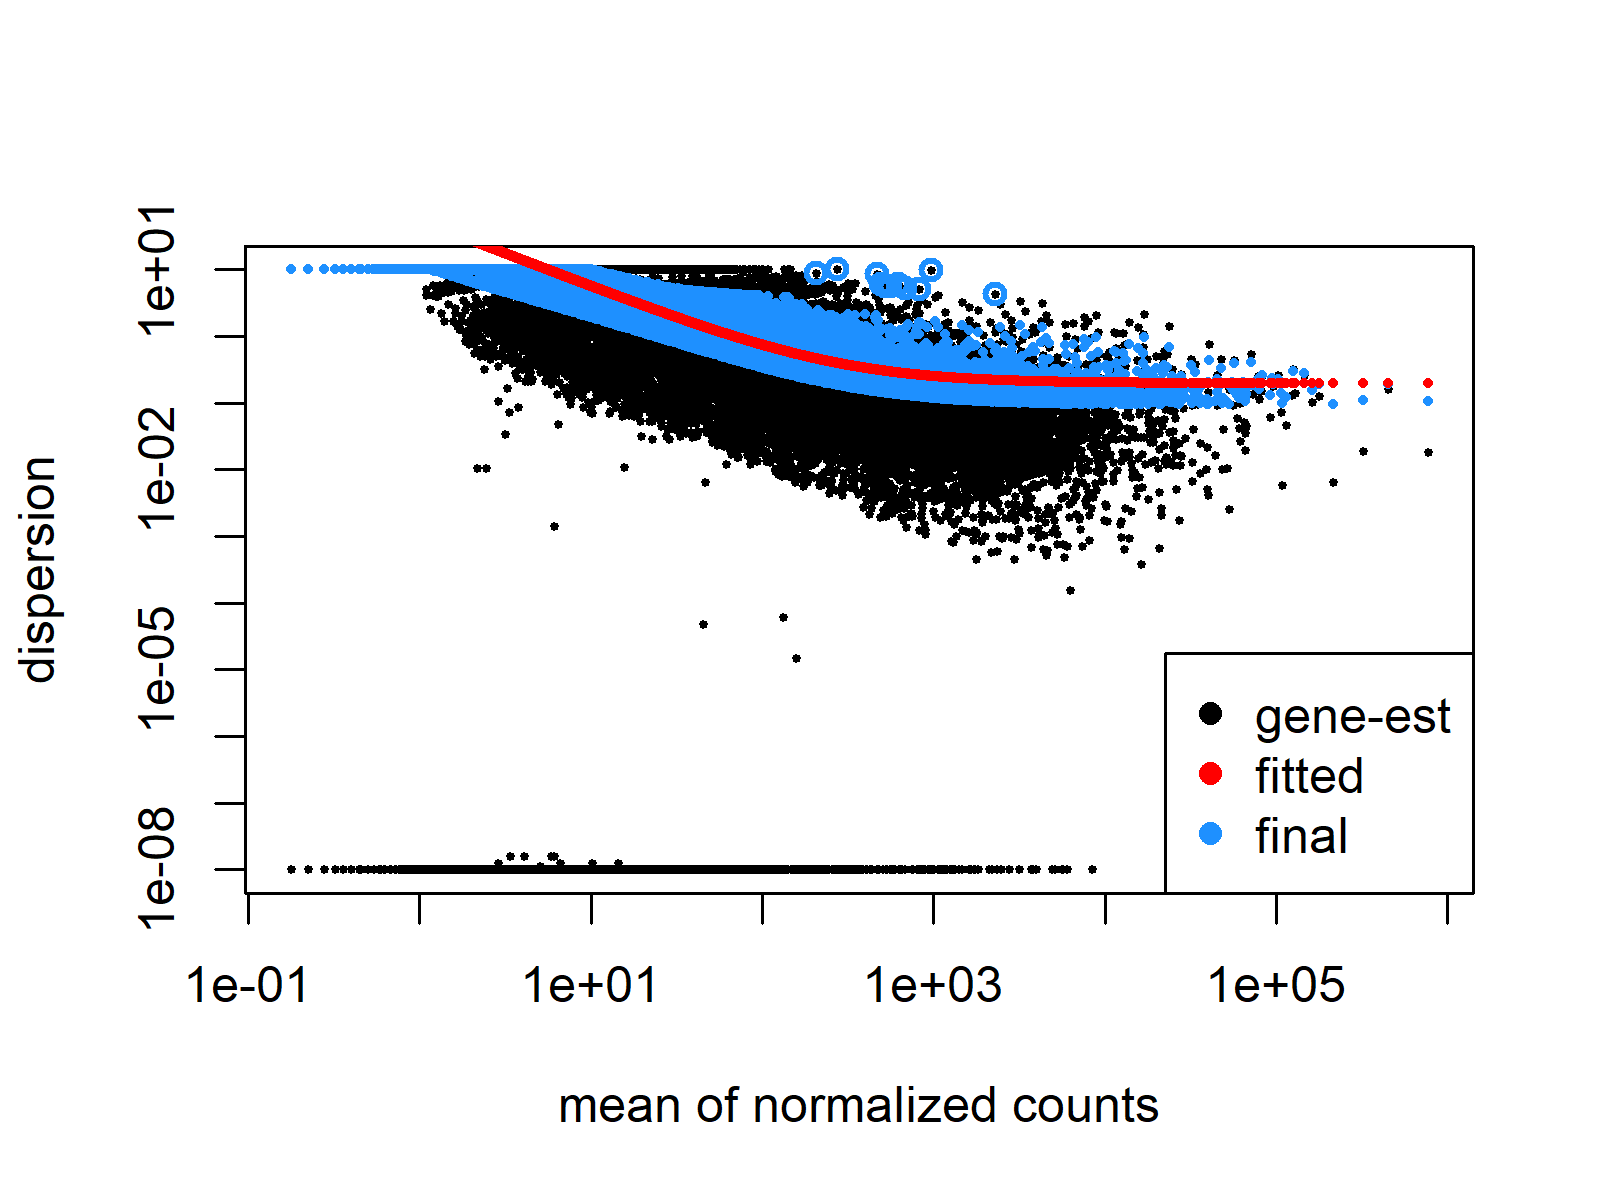 dispersion
1e+01
1e-02
1e-05
1e-08
gene-est
fitted
final
1e-01 1e+01 1e+03 1e+05
mean of normalized counts